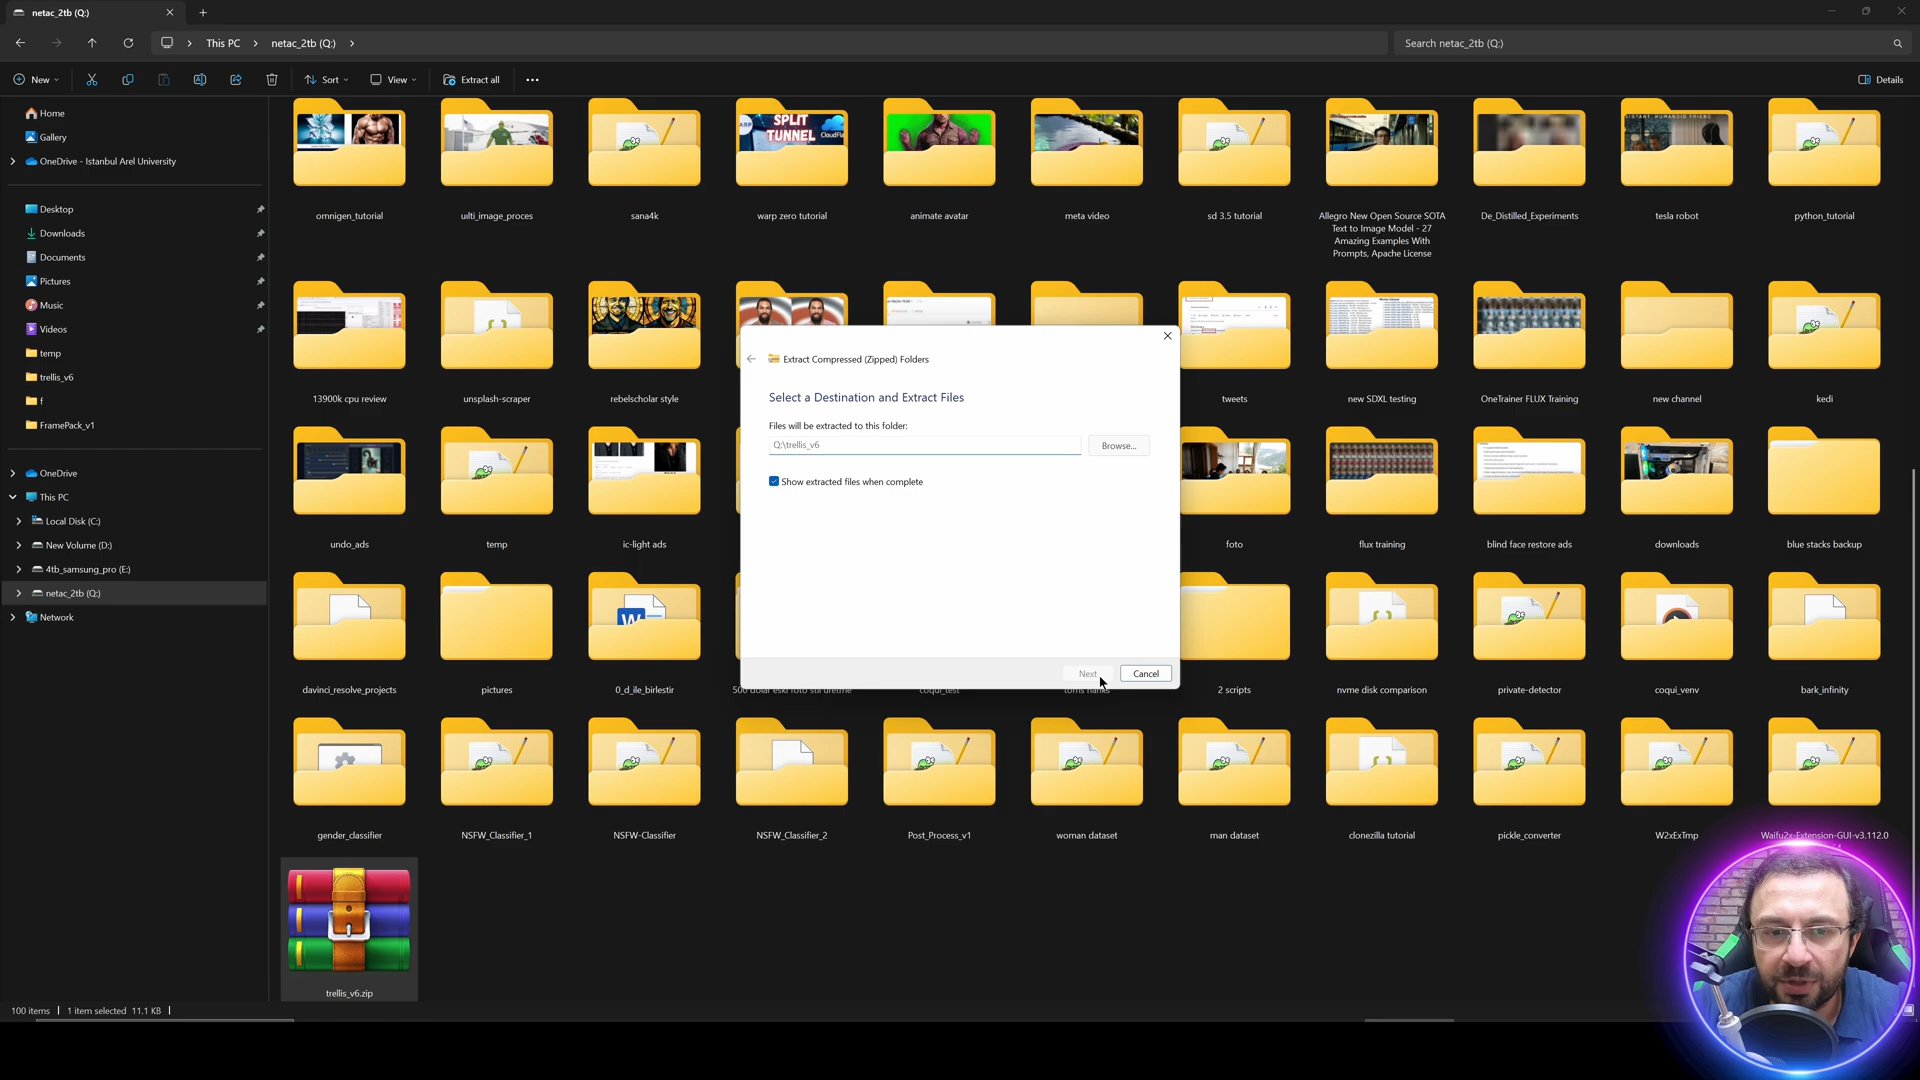 netac_2tb (Q:)
This PC
netac_2tb (Q:)
Search netac_2tb (Q:)
New
Sort
View
Extract all
Details
Home
Gallery
OneDrive - Istanbul Arel University
Desktop
Downloads
Documents
Pictures
Music
Videos
temp
trellis_v6
f
FramePack_v1
OneDrive
This PC
Local Disk (C:)
New Volume (D:)
4tb_samsung_pro (E:)
netac_2tb (Q:)
Network
SPLIT
TUNNEL
omnigen_tutorial
uilti_image_proces
sana4k
warp zero tutorial
animate avatar
meta video
sd 3.5 tutorial
Allegro New Open Source SOTA
Text to Image Model - 27
Amazing Examples With
Prompts, Apache License
De_Distilled_Experiments
tesla robot
python_tutorial
13900k cpu review
unsplash-scraper
rebelscholar style
tweets
new SDXL testing
OneTrainer FLUX Training
new channel
kedi
Extract Compressed (Zipped) Folders
Select a Destination and Extract Files
Files will be extracted to this folder:
Q:\trellis_v6
Browse...
Show extracted files when complete
Next
Cancel
undo_ads
temp
ic-light ads
foto
flux training
blind face restore ads
downloads
blue stacks backup
davinci_resolve_projects
pictures
0_d_ile_birlestir
500 dolar eski foto stil uretme
coqui_test
toms hanks
2 scripts
nvme disk comparison
private-detector
coqui_venv
bark_infinity
gender_classifier
NSFW_Classifier_1
NSFW-Classifier
NSFW_Classifier_2
Post_Process_v1
woman dataset
man dataset
clonezilla tutorial
pickle_converter
W2xExTmp
Waifu2x-Extension-GUI-v3.112.0
trellis_v6.zip
100 items
1 item selected 11.1 KB